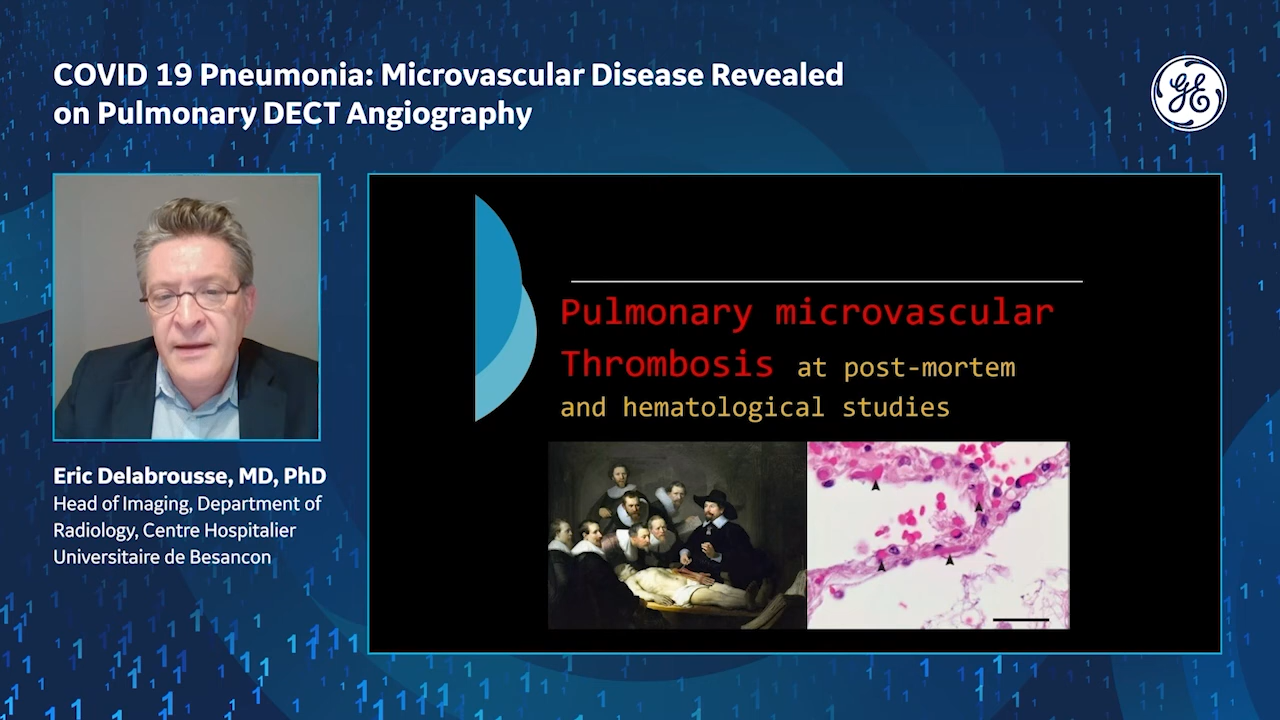 COVID 19 Pneumonia: Microvascular Disease Revealed
on Pulmonary DECT Angiography
GE
Pulmonary microvascular
Thrombosis at post-mortem
and hematological studies
Eric Delabrousse, MD, PhD
Head of Imaging, Department of
Radiology, Centre Hospitalier
Universitaire de Besancon